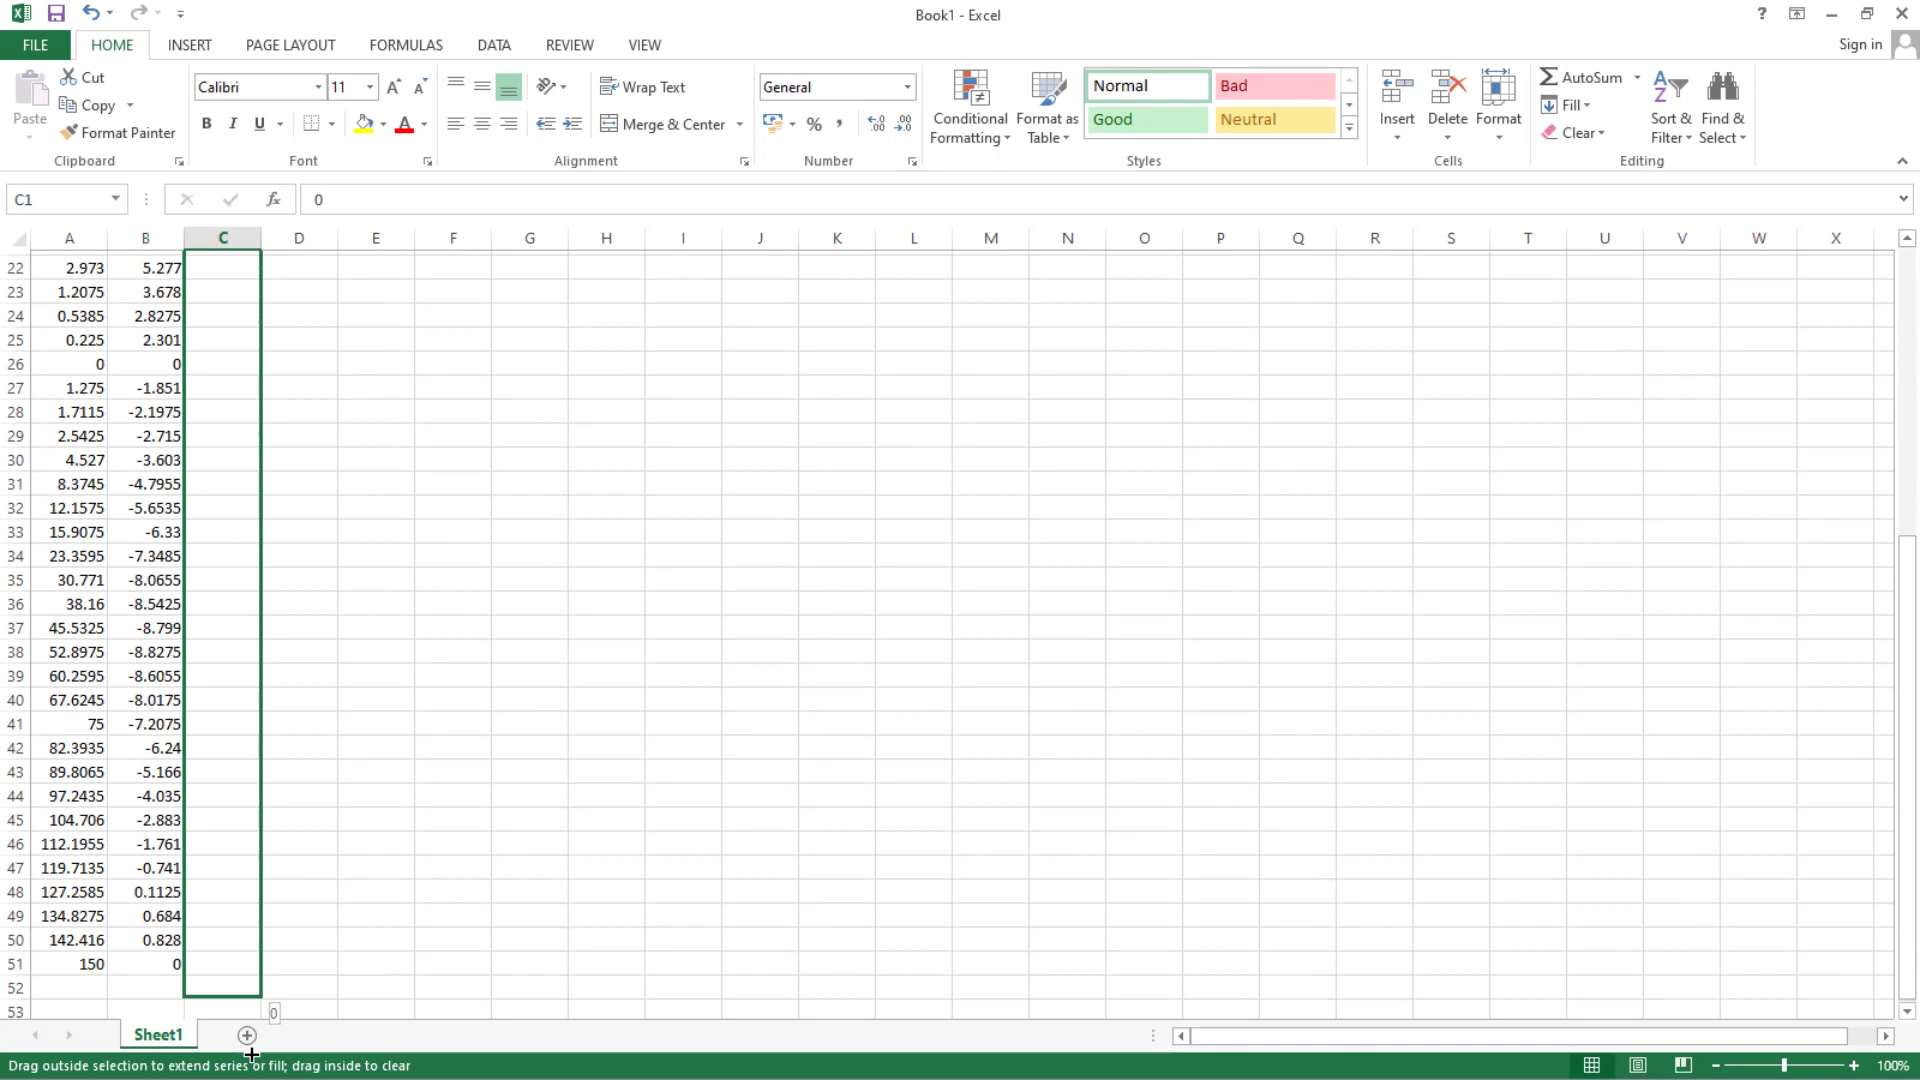 Book1 - Excel
?
Sign in
FILE HOME INSERT PAGE LAYOUT FORMULAS DATA REVIEW VIEW
Paste
Cut
Copy
Format Painter
Clipboard
Calibri 11 A A
B I U A
Font
Wrap Text
Merge & Center
Alignment
General
% , .00 .0
Number
Conditional Formatting
Format as Table
Normal Bad
Good Neutral
Styles
Insert Delete Format
Cells
AutoSum
Fill
Clear
Sort & Filter
Find & Select
Editing
C1 fx 0
A B C D E F G H I J K L M N O P Q R S T U V W X
22 2.973 5.277
23 1.2075 3.678
24 0.5385 2.8275
25 0.225 2.301
26 0 0
27 1.275 -1.851
28 1.7115 -2.1975
29 2.5425 -2.715
30 4.527 -3.603
31 8.3745 -4.7955
32 12.1575 -5.6535
33 15.9075 -6.33
34 23.3595 -7.3485
35 30.771 -8.0655
36 38.16 -8.5425
37 45.5325 -8.799
38 52.8975 -8.8275
39 60.2595 -8.6055
40 67.6245 -8.0175
41 75 -7.2075
42 82.3935 -6.24
43 89.8065 -5.166
44 97.2435 -4.035
45 104.706 -2.883
46 112.1955 -1.761
47 119.7135 -0.741
48 127.2585 0.1125
49 134.8275 0.684
50 142.416 0.828
51 150 0
52
53
0
Sheet1
Drag outside selection to extend series or fill; drag inside to clear
100%